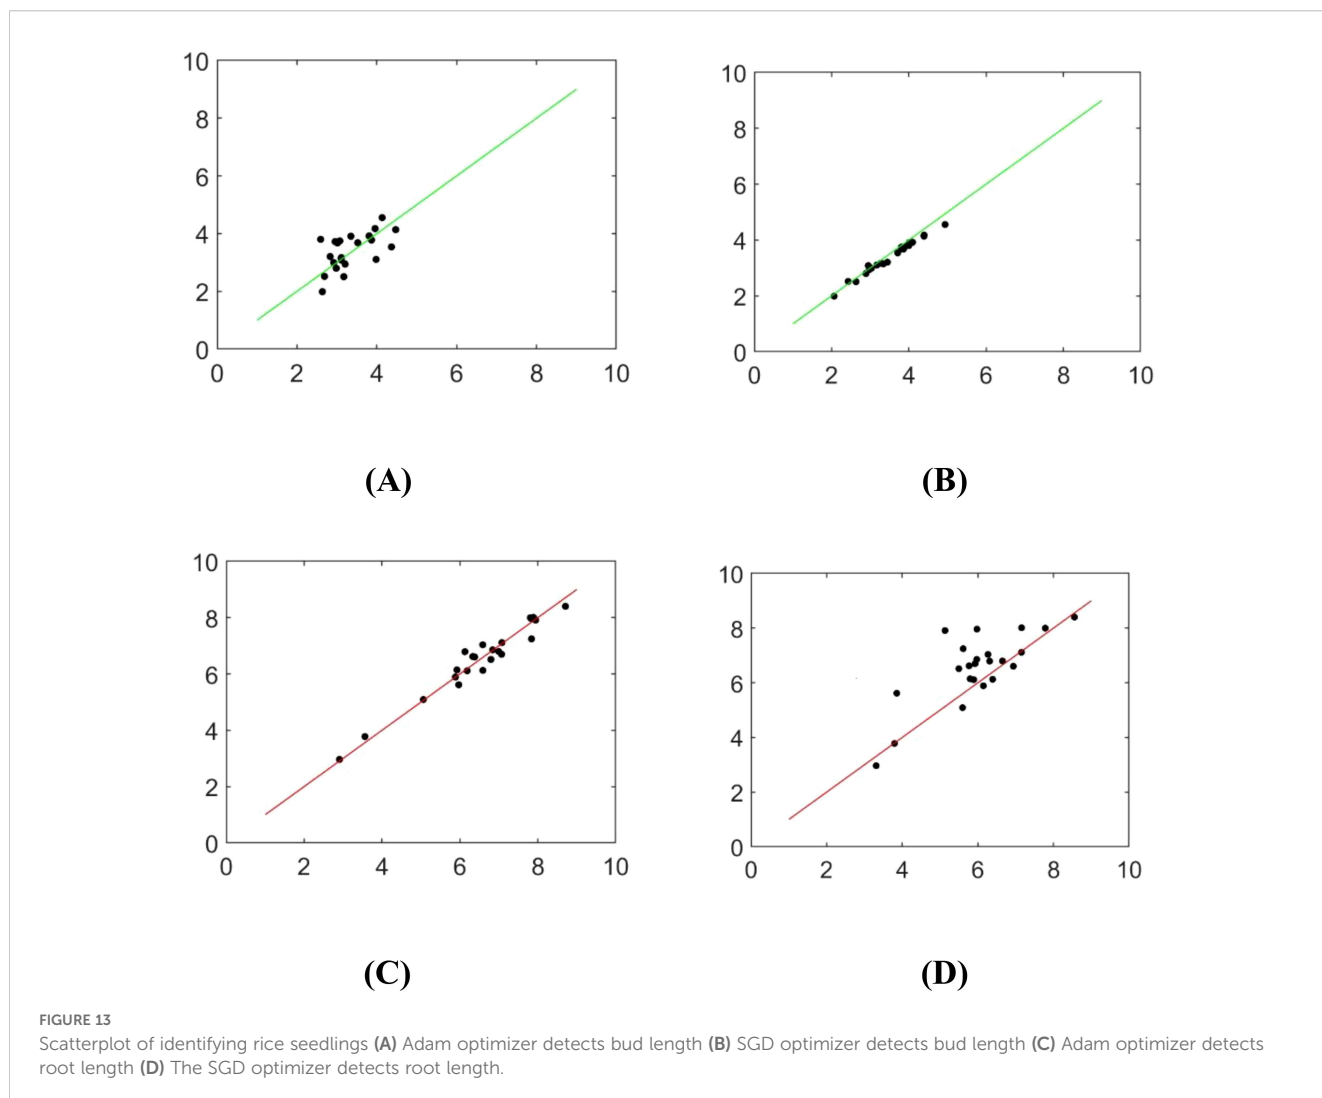 10
8
6
4
2
0
0 2 4 6 8 10
(A)
10
8
6
4
2
0
0 2 4 6 8 10
(B)
10
8
6
4
2
0
0 2 4 6 8 10
(C)
10
8
6
4
2
0
0 2 4 6 8 10
(D)
FIGURE 13
Scatterplot of identifying rice seedlings (A) Adam optimizer detects bud length (B) SGD optimizer detects bud length (C) Adam optimizer detects
root length (D) The SGD optimizer detects root length.